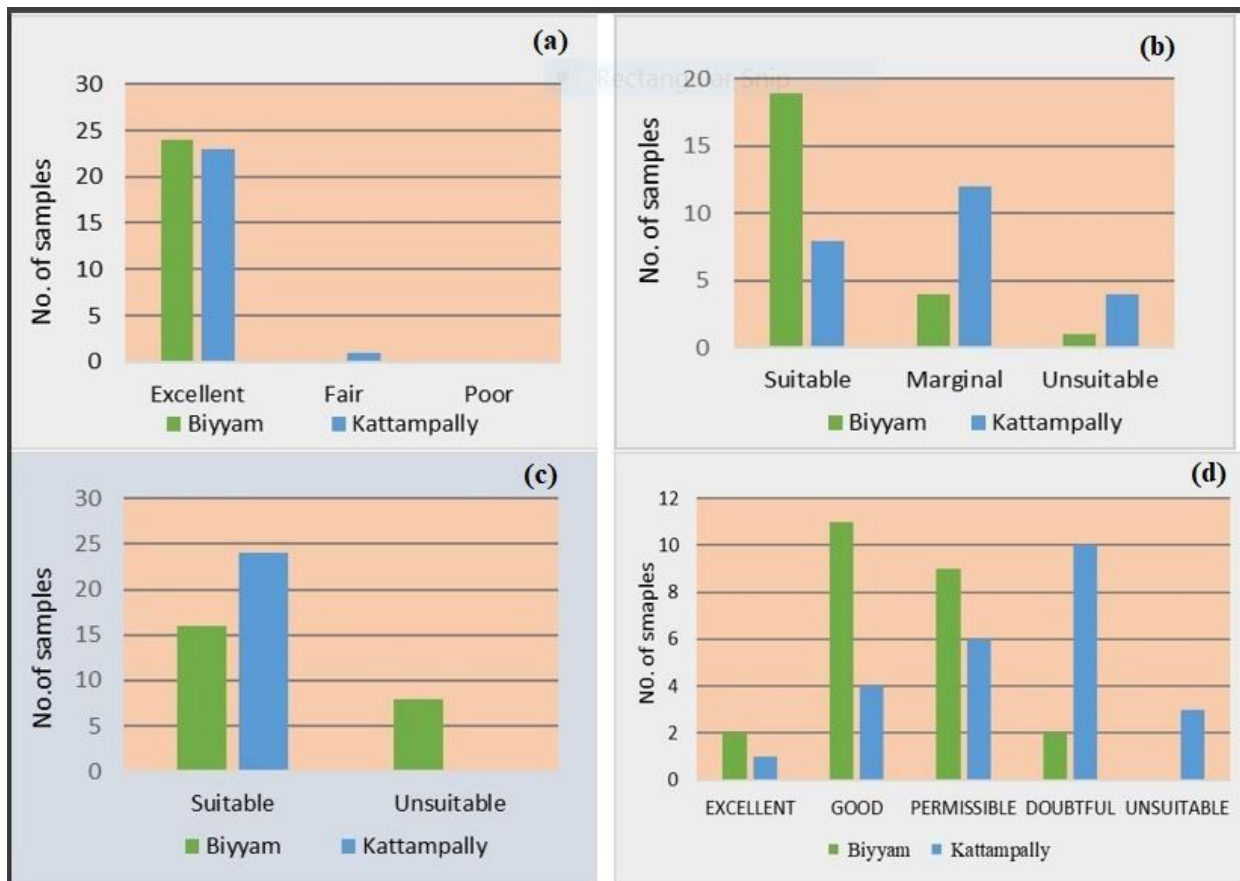 (a)
30
25
20
15
10
5
0
No. of samples
Excellent Fair Poor
Biyyam Kattampally
(b)
Rectangular Snip
20
15
10
5
0
No. of samples
Suitable Marginal Unsuitable
Biyyam Kattampally
(c)
30
25
20
15
10
5
0
No.of samples
Suitable Unsuitable
Biyyam Kattampally
(d)
12
10
8
6
4
2
0
NO. of smaples
EXCELLENT GOOD PERMISSIBLE DOUBTFUL UNSUITABLE
Biyyam Kattampally